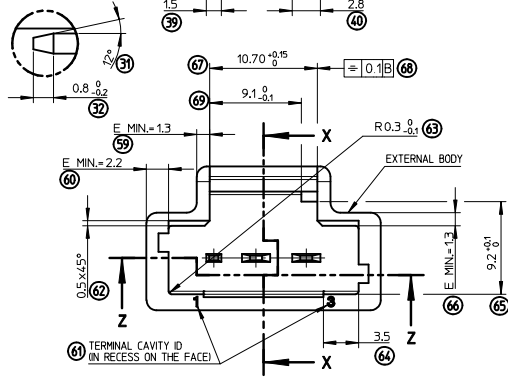 1.5
39
2.8
40
12°
31
0.8 0 -0.2
32
67
10.70 +0.15 0
= 0.1 B
68
69
9.1 0 -0.1
X
R0.3 0 -0.1
63
E MIN.=1.3
59
E MIN.=2.2
60
EXTERNAL BODY
0.5x45°
62
E MIN.=1.3
66
9.2 +0.1 0
65
Z
1
3
Z
61
TERMINAL CAVITY ID
(IN RECESS ON THE FACE)
3.5
64
X